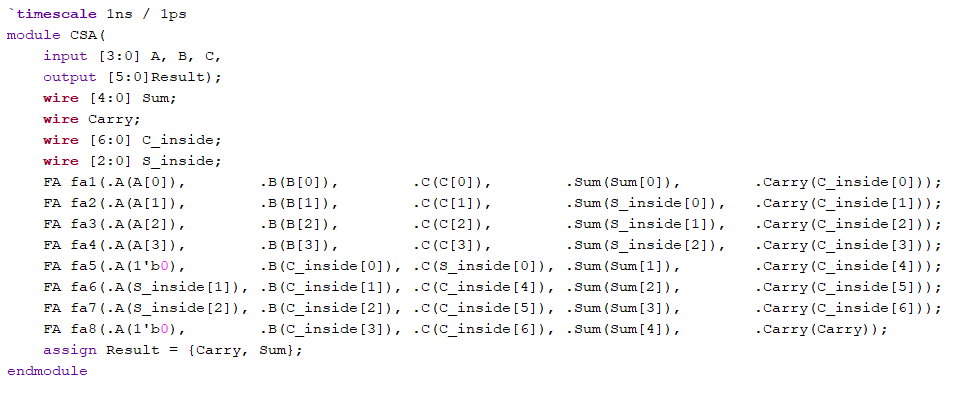 `timescale 1ns / 1ps
module CSA(
    input [3:0] A, B, C,
    output [5:0]Result);
    wire [4:0] Sum;
    wire Carry;
    wire [6:0] C_inside;
    wire [2:0] S_inside;
    FA fa1(.A(A[0]),        .B(B[0]),        .C(C[0]),        .Sum(Sum[0]),        .Carry(C_inside[0]));
    FA fa2(.A(A[1]),        .B(B[1]),        .C(C[1]),        .Sum(S_inside[0]),   .Carry(C_inside[1]));
    FA fa3(.A(A[2]),        .B(B[2]),        .C(C[2]),        .Sum(S_inside[1]),   .Carry(C_inside[2]));
    FA fa4(.A(A[3]),        .B(B[3]),        .C(C[3]),        .Sum(S_inside[2]),   .Carry(C_inside[3]));
    FA fa5(.A(1'b0),        .B(C_inside[0]), .C(S_inside[0]), .Sum(Sum[1]),        .Carry(C_inside[4]));
    FA fa6(.A(S_inside[1]), .B(C_inside[1]), .C(C_inside[4]), .Sum(Sum[2]),        .Carry(C_inside[5]));
    FA fa7(.A(S_inside[2]), .B(C_inside[2]), .C(C_inside[5]), .Sum(Sum[3]),        .Carry(C_inside[6]));
    FA fa8(.A(1'b0),        .B(C_inside[3]), .C(C_inside[6]), .Sum(Sum[4]),        .Carry(Carry));
    assign Result = {Carry, Sum};
endmodule